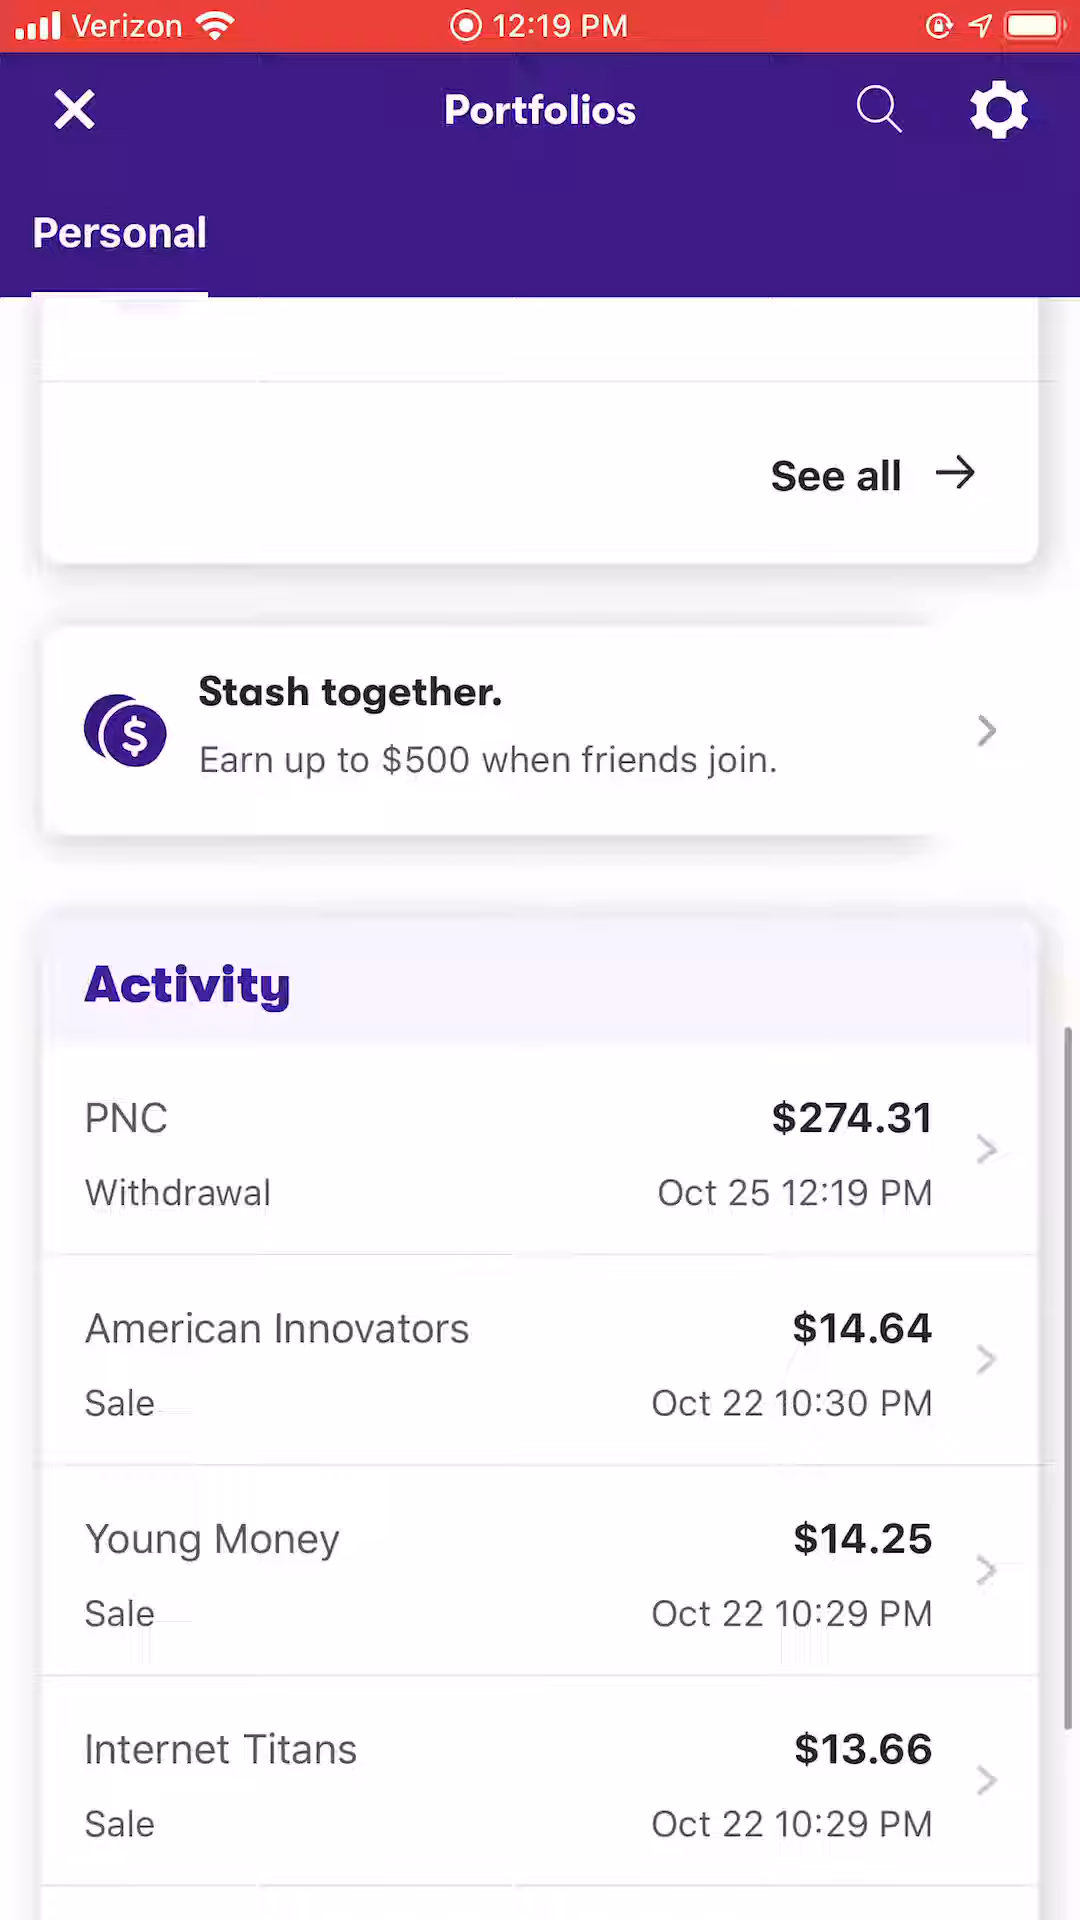 Verizon 12:19 PM
Portfolios
Personal
See all
Stash together.
Earn up to $500 when friends join.
Activity
PNC $274.31
Withdrawal Oct 25 12:19 PM
American Innovators $14.64
Sale Oct 22 10:30 PM
Young Money $14.25
Sale Oct 22 10:29 PM
Internet Titans $13.66
Sale Oct 22 10:29 PM